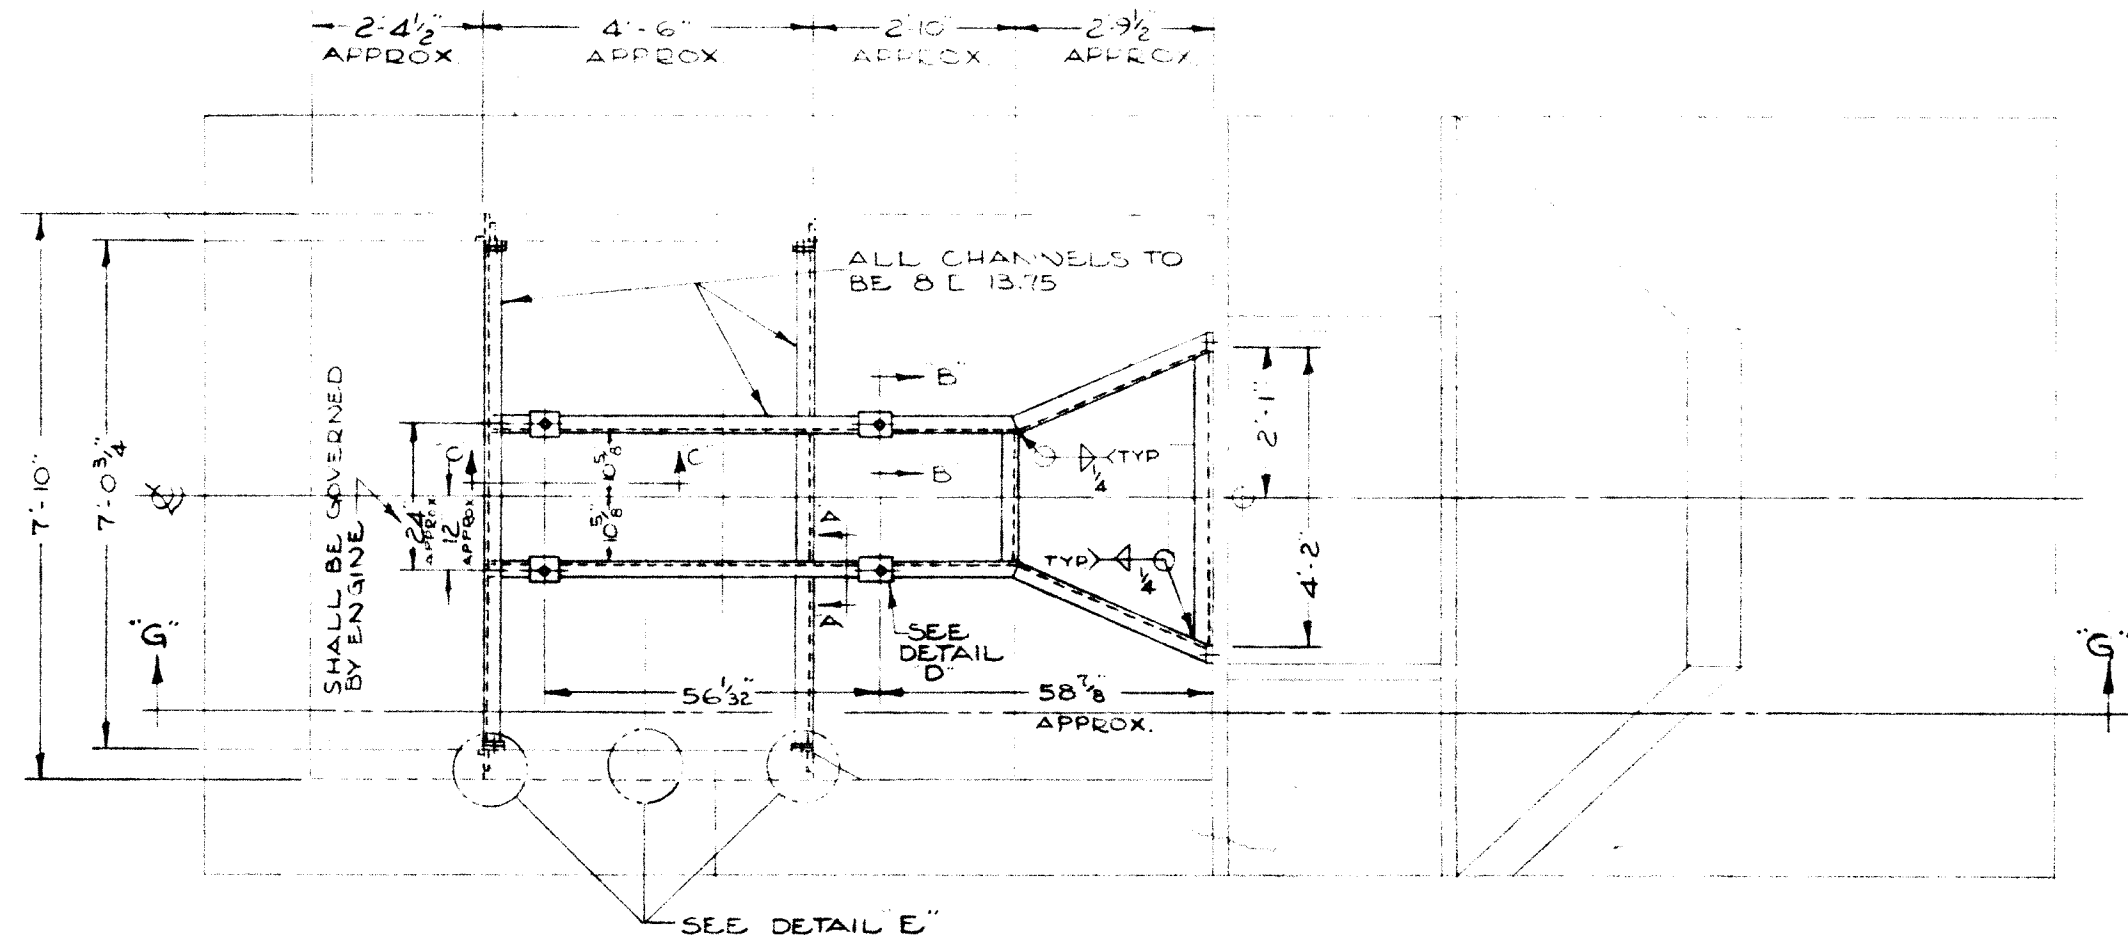 2'-4½" 4'-6" 2'-10" 2'-9½"
APPROX. APPROX. APPROX. APPROX.
ALL CHANNELS TO
BE 8 [ 13.75
7'-10"
7'-0¾"
SHALL BE GOVERNED
BY ENGINE
24"
APPROX
12
APPROX
"C" "C"
10⅝
10⅝
"B"
B
TYP
¼
TYP
¼
2'-1"
4'-2"
"A"
"A"
SEE
DETAIL
"D"
"G" "G"
56 1/32" 58⅞"
APPROX.
SEE DETAIL "E"